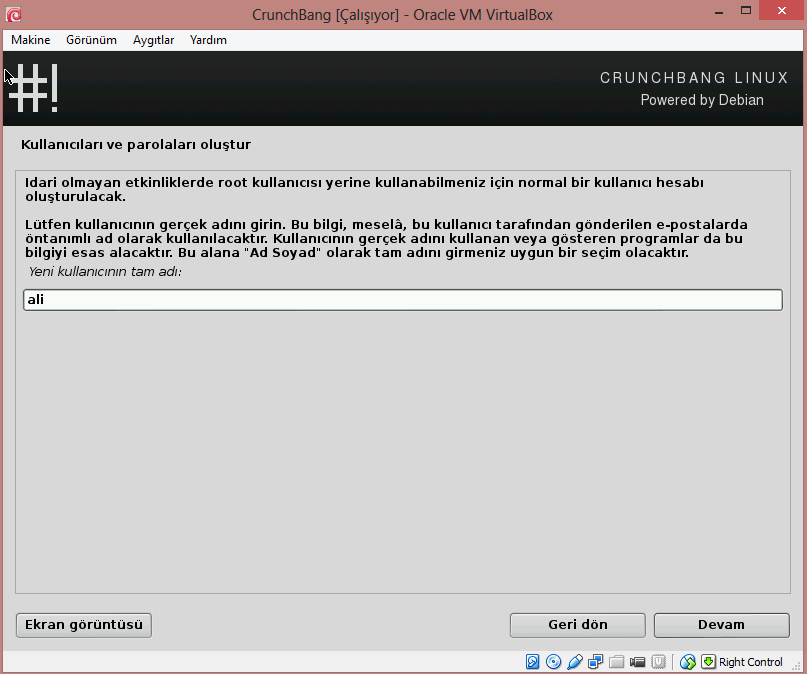 CrunchBang [Çalışıyor] - Oracle VM VirtualBox
Makine Görünüm Aygıtlar Yardım
#!
CRUNCHBANG LINUX
Powered by Debian
Kullanıcıları ve parolaları oluştur
Idari olmayan etkinliklerde root kullanıcısı yerine kullanabilmeniz için normal bir kullanıcı hesabı
oluşturulacak.
Lütfen kullanıcının gerçek adını girin. Bu bilgi, meselâ, bu kullanıcı tarafından gönderilen e-postalarda
öntanımlı ad olarak kullanılacaktır. Kullanıcının gerçek adını kullanan veya gösteren programlar da bu
bilgiyi esas alacaktır. Bu alana "Ad Soyad" olarak tam adını girmeniz uygun bir seçim olacaktır.
Yeni kullanıcının tam adı:
ali
Ekran görüntüsü Geri dön Devam
Right Control